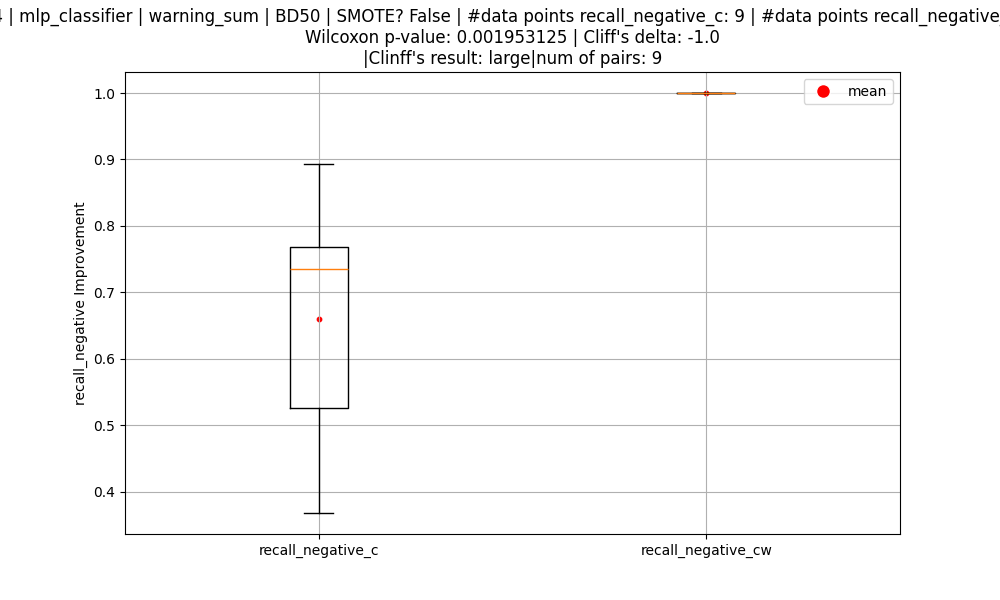 | mlp_classifier | warning_sum | BD50 | SMOTE? False | #data points recall_negative_c: 9 | #data points recall_negative_
Wilcoxon p-value: 0.001953125 | Cliff's delta: -1.0
|Clinff's result: large|num of pairs: 9
mean
1.0
0.9
0.8
0.7
0.6
0.5
0.4
recall_negative Improvement
recall_negative_c
recall_negative_cw